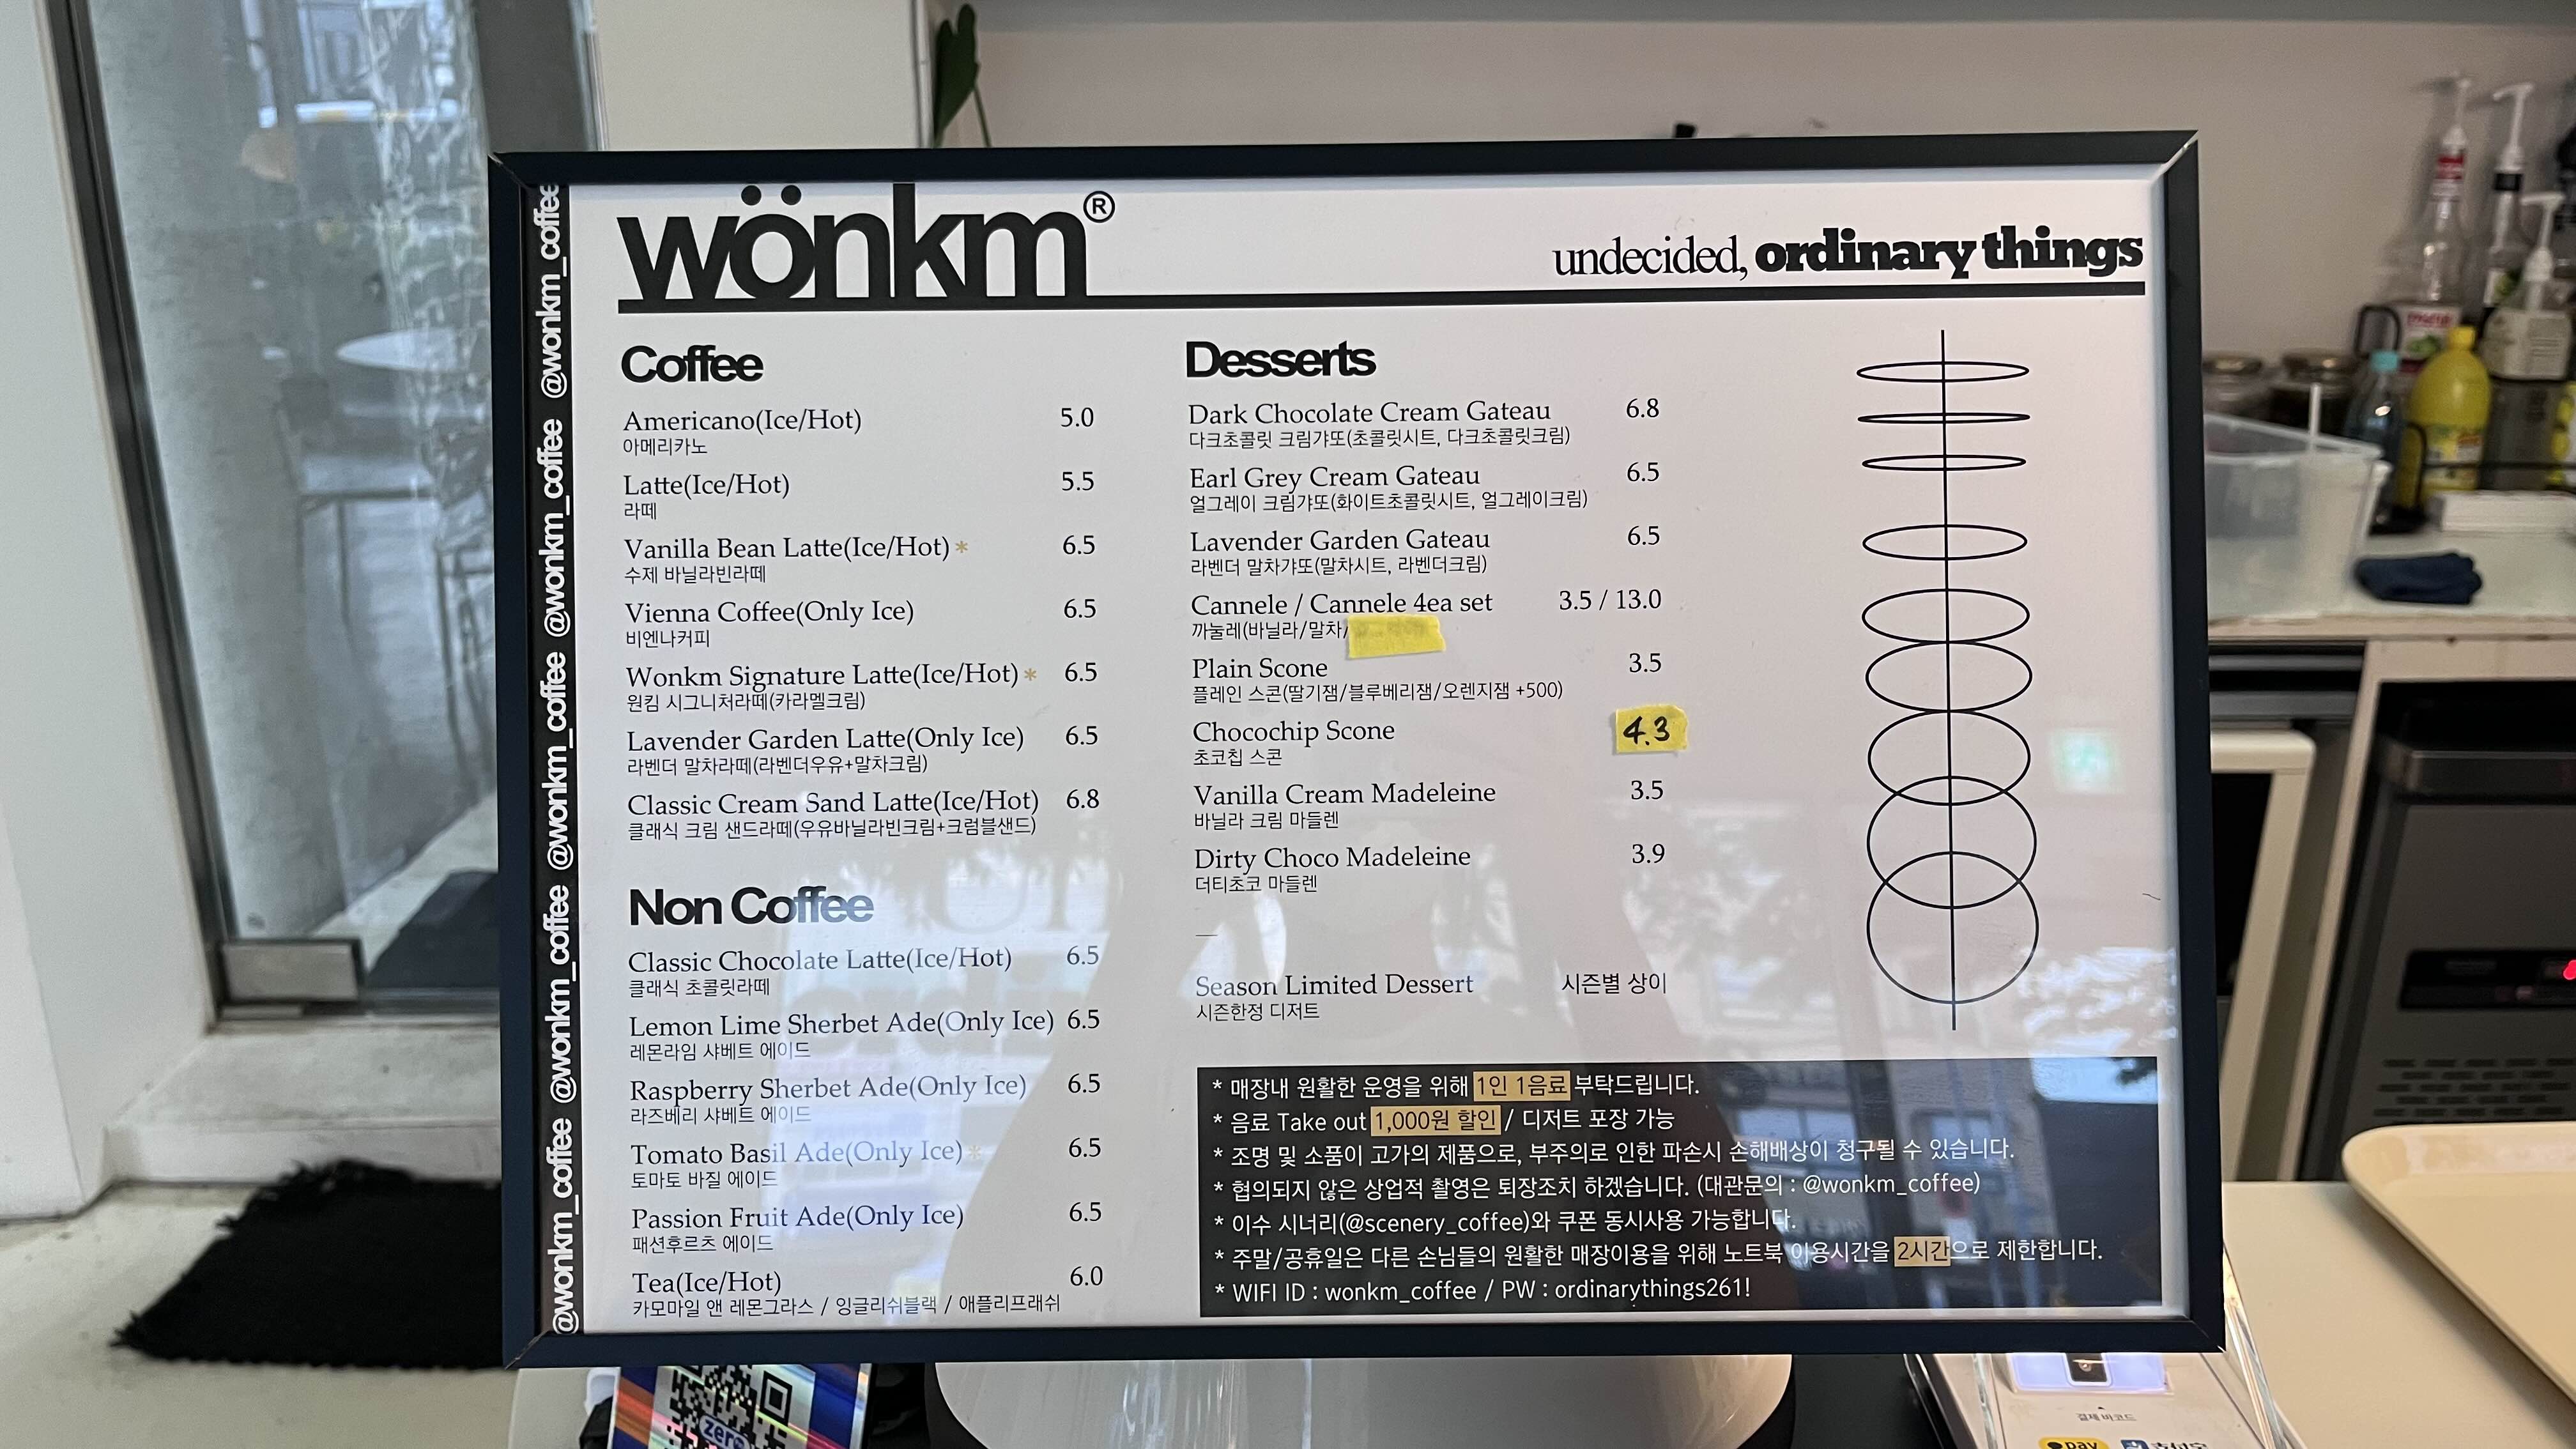 wönkm®
undecided, ordinary things
@wonkm_coffee @wonkm_coffee @wonkm_coffee @wonkm_coffee @wonkm_coffee
Coffee
Americano(Ice/Hot) 5.0
아메리카노
Latte(Ice/Hot) 5.5
라떼
Vanilla Bean Latte(Ice/Hot)* 6.5
수제 바닐라빈라떼
Vienna Coffee(Only Ice) 6.5
비엔나커피
Wonkm Signature Latte(Ice/Hot)* 6.5
원킴 시그니처라떼(카라멜크림)
Lavender Garden Latte(Only Ice) 6.5
라벤더 말차라떼(라벤더우유+말차크림)
Classic Cream Sand Latte(Ice/Hot) 6.8
클래식 크림 샌드라떼(우유바닐라빈크림+크럼블샌드)
Non Coffee
Classic Chocolate Latte(Ice/Hot) 6.5
클래식 초콜릿라떼
Lemon Lime Sherbet Ade(Only Ice) 6.5
레몬라임 샤베트 에이드
Raspberry Sherbet Ade(Only Ice) 6.5
라즈베리 샤베트 에이드
Tomato Basil Ade(Only Ice)* 6.5
토마토 바질 에이드
Passion Fruit Ade(Only Ice) 6.5
패션후르츠 에이드
Tea(Ice/Hot) 6.0
카모마일 앤 레몬그라스 / 잉글리쉬블랙 / 애플리프래쉬
Desserts
Dark Chocolate Cream Gateau 6.8
다크초콜릿 크림갸또(초콜릿시트, 다크초콜릿크림)
Earl Grey Cream Gateau 6.5
얼그레이 크림갸또(화이트초콜릿시트, 얼그레이크림)
Lavender Garden Gateau 6.5
라벤더 말차갸또(말차시트, 라벤더크림)
Cannele / Cannele 4ea set 3.5 / 13.0
까눌레(바닐라/말차/
Plain Scone 3.5
플레인 스콘(딸기잼/블루베리잼/오렌지잼 +500)
Chocochip Scone 4.3
초코칩 스콘
Vanilla Cream Madeleine 3.5
바닐라 크림 마들렌
Dirty Choco Madeleine 3.9
더티초코 마들렌
—
Season Limited Dessert 시즌별 상이
시즌한정 디저트
* 매장내 원활한 운영을 위해 1인 1음료 부탁드립니다.
* 음료 Take out 1,000원 할인 / 디저트 포장 가능
* 조명 및 소품이 고가의 제품으로, 부주의로 인한 파손시 손해배상이 청구될 수 있습니다.
* 협의되지 않은 상업적 촬영은 퇴장조치 하겠습니다. (대관문의 : @wonkm_coffee)
* 이수 시너리(@scenery_coffee)와 쿠폰 동시사용 가능합니다.
* 주말/공휴일은 다른 손님들의 원활한 매장이용을 위해 노트북 이용시간을 2시간으로 제한합니다.
* WIFI ID : wonkm_coffee / PW : ordinarythings261!
zero
결제 바코드
pay